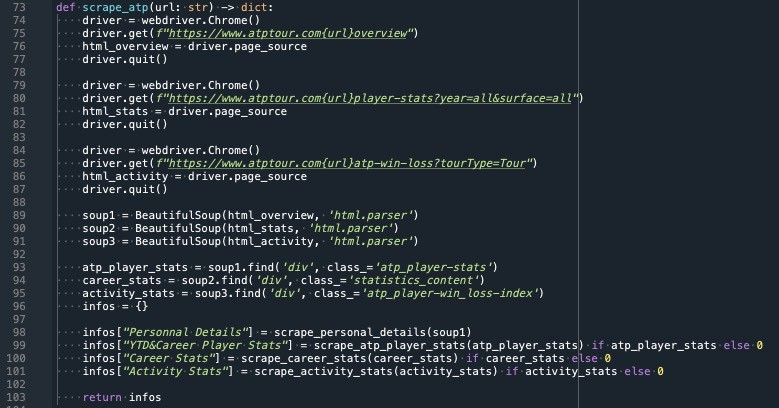 73 def scrape_atp(url: str) -> dict:
74     driver = webdriver.Chrome()
75     driver.get(f"https://www.atptour.com{url}overview")
76     html_overview = driver.page_source
77     driver.quit()
78
79     driver = webdriver.Chrome()
80     driver.get(f"https://www.atptour.com{url}player-stats?year=all&surface=all")
81     html_stats = driver.page_source
82     driver.quit()
83
84     driver = webdriver.Chrome()
85     driver.get(f"https://www.atptour.com{url}atp-win-loss?tourType=Tour")
86     html_activity = driver.page_source
87     driver.quit()
88
89     soup1 = BeautifulSoup(html_overview, 'html.parser')
90     soup2 = BeautifulSoup(html_stats, 'html.parser')
91     soup3 = BeautifulSoup(html_activity, 'html.parser')
92
93     atp_player_stats = soup1.find('div', class_='atp_player-stats')
94     career_stats = soup2.find('div', class_='statistics_content')
95     activity_stats = soup3.find('div', class_='atp_player-win_loss-index')
96     infos = {}
97
98     infos["Personnal Details"] = scrape_personal_details(soup1)
99     infos["YTD&Career Player Stats"] = scrape_atp_player_stats(atp_player_stats) if atp_player_stats else 0
100     infos["Career Stats"] = scrape_career_stats(career_stats) if career_stats else 0
101     infos["Activity Stats"] = scrape_activity_stats(activity_stats) if activity_stats else 0
102
103     return infos